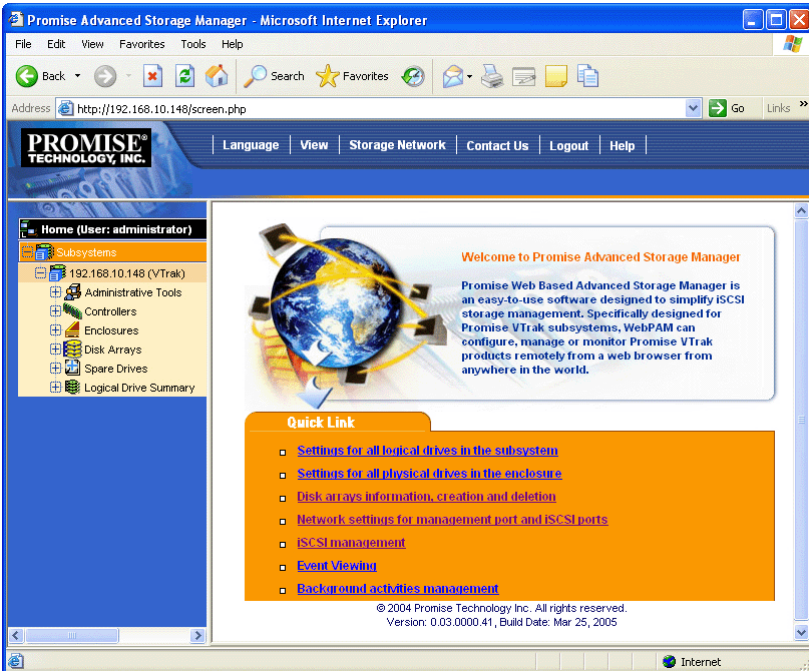 Promise Advanced Storage Manager - Microsoft Internet Explorer
File Edit View Favorites Tools Help
Back Search Favorites
Address http://192.168.10.148/screen.php Go Links »
PROMISE®
TECHNOLOGY, INC.
Language View Storage Network Contact Us Logout Help
Home (User: administrator)
Subsystems
192.168.10.148 (VTrak)
Administrative Tools
Controllers
Enclosures
Disk Arrays
Spare Drives
Logical Drive Summary
Welcome to Promise Advanced Storage Manager
Promise Web Based Advanced Storage Manager is
an easy-to-use software designed to simplify iSCSI
storage management. Specifically designed for
Promise VTrak subsystems, WebPAM can
configure, manage or monitor Promise VTrak
products remotely from a web browser from
anywhere in the world.
Quick Link
Settings for all logical drives in the subsystem
Settings for all physical drives in the enclosure
Disk arrays information, creation and deletion
Network settings for management port and iSCSI ports
iSCSI management
Event Viewing
Background activities management
© 2004 Promise Technology Inc. All rights reserved.
Version: 0.03.0000.41, Build Date: Mar 25, 2005
Internet